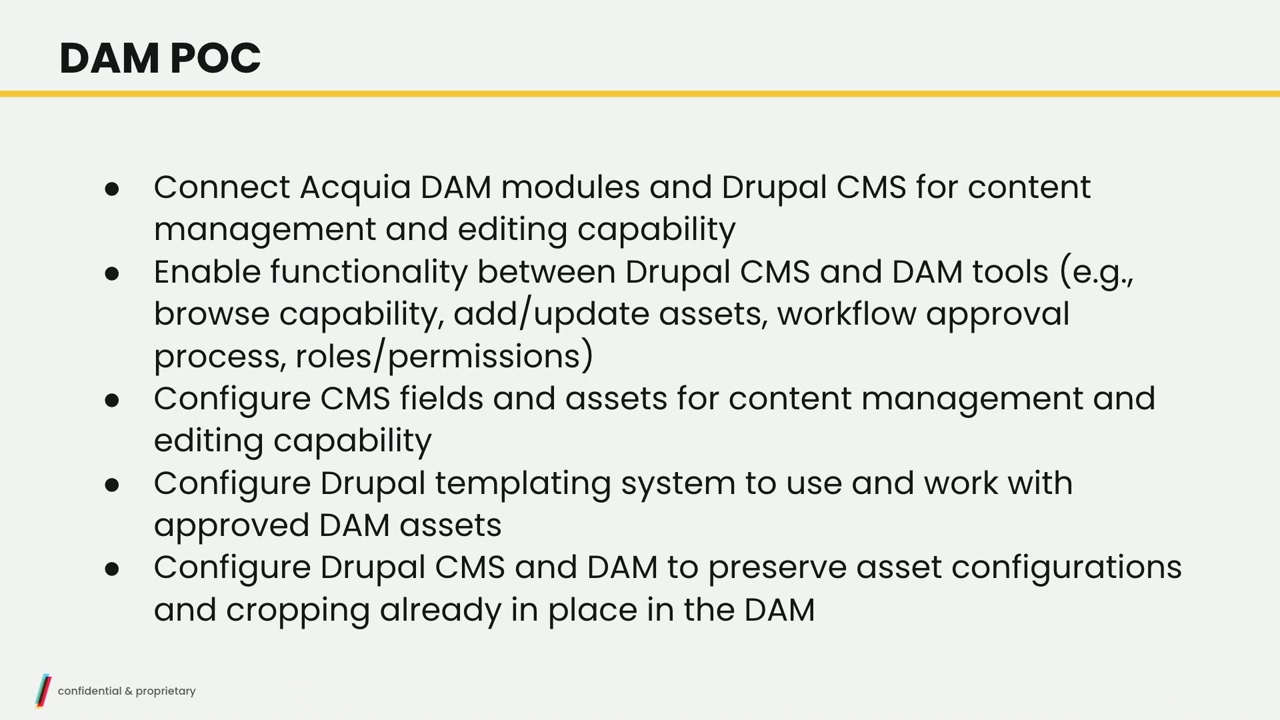 DAM POC
● Connect Acquia DAM modules and Drupal CMS for content
management and editing capability
● Enable functionality between Drupal CMS and DAM tools (e.g.,
browse capability, add/update assets, workflow approval
process, roles/permissions)
● Configure CMS fields and assets for content management and
editing capability
● Configure Drupal templating system to use and work with
approved DAM assets
● Configure Drupal CMS and DAM to preserve asset configurations
and cropping already in place in the DAM
confidential & proprietary